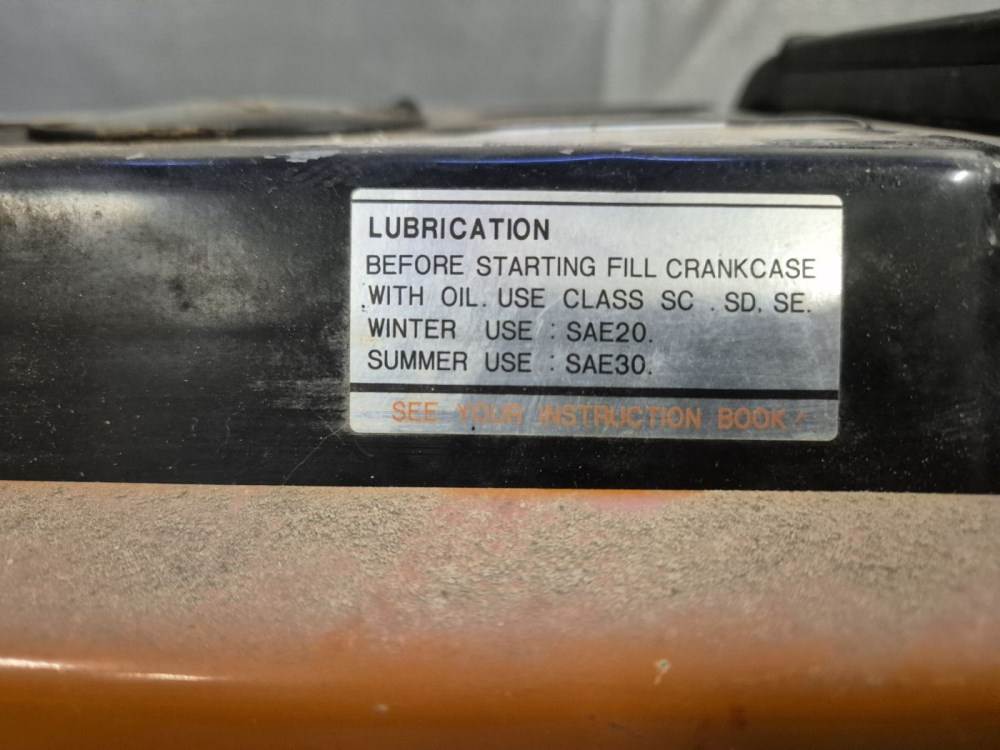 LUBRICATION
BEFORE STARTING FILL CRANKCASE
WITH OIL. USE CLASS SC . SD. SE.
WINTER USE : SAE20.
SUMMER USE : SAE30.
SEE YOUR INSTRUCTION BOOK!